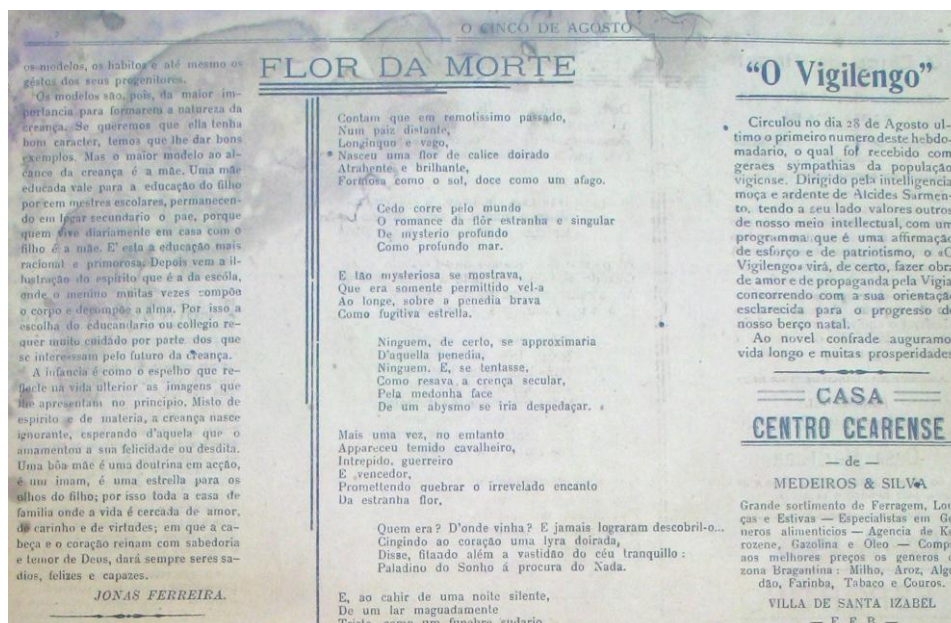 O CINCO DE AGOSTO
os modelos, os habitos e até mesmo os
géstos dos seus progenitores.
Os modelos são, pois, da maior im-
portancia para formarem a natureza da
creança. Se queremos que ella tenha
bom caracter, temos que lhe dar bons
exemplos. Mas o maior modelo ao al-
cance da creança é a mãe. Uma mãe
educada vale para a educação do filho
por cem mestres escolares, permanecen-
do em logar secundario o pae, porque
quem vive diariamente em casa com o
filho é a mãe. E' esta a educação mais
racional e primorosa. Depois vem a il-
lustração do espirito que é a da escóla,
onde o menino muitas vezes compõe
o corpo e decompõe a alma. Por isso a
escolha do educandario ou collegio re-
quer muito cuidado por parte dos que
se interessam pelo futuro da creança.
A infancia é como o espelho que re-
flecte na vida ulterior as imagens que
lhe apresentam no principio. Misto de
espirito e de materia, a creança nasce
ignorante, esperando d'aquela que o
amamentou a sua felicidade ou desdita.
Uma bôa mãe é uma doutrina em acção,
é um imam, é uma estrella para os
olhos do filho; por isso toda a casa de
familia onde a vida é cercada de amor,
de carinho e de virtudes; em que a ca-
beça e o coração reinam com sabedoria
e temor de Deus, dará sempre seres sa-
dios, felizes e capazes.
JONAS FERREIRA.
FLOR DA MORTE
Contam que em remotissimo passado,
Num paiz distante,
Longinquo e vago,
Nasceu uma flor de calice doirado
Atrahente e brilhante,
Formosa como o sol, doce como um afago.
Cedo corre pelo mundo
O romance da flôr estranha e singular
De mysterio profundo
Como profundo mar.
E tão mysteriosa se mostrava,
Que era somente permittido vel-a
Ao longe, sobre a penedia brava
Como fugitiva estrella.
Ninguem, de certo, se approximaria
D'aquella penedia,
Ninguem. E, se tentasse,
Como resava a crença secular,
Pela medonha face
De um abysmo se iria despedaçar.
Mais uma vez, no emtanto
Appareceu temido cavalheiro,
Intrepido, guerreiro
E vencedor,
Promettendo quebrar o irrevelado encanto
Da estranha flor,
Quem era? D'onde vinha? E jamais lograram descobril-o...
Cingindo ao coração uma lyra doirada,
Disse, fitando além a vastidão do céu tranquillo:
Paladino do Sonho á procura do Nada.
E, ao cahir de uma noite silente,
De um lar maguadamente
Triste, como um funebre sudario
"O Vigilengo"
Circulou no dia 28 de Agosto ul-
timo o primeiro numero deste hebdo-
madario, o qual foi recebido com
geraes sympathias da população
vigiense. Dirigido pela intelligencia
moça e ardente de Alcides Sarmen-
to, tendo a seu lado valores outros
de nosso meio intellectual, com um
programma que é uma affirmação
de esforço e de patriotismo, o «O
Vigilengo» virá, de certo, fazer obra
de amor e de propaganda pela Vigia
concorrendo com a sua orientação
esclarecida para o progresso do
nosso berço natal.
Ao novel confrade auguramos
vida longo e muitas prosperidades
CASA
CENTRO CEARENSE
— de —
MEDEIROS & SILVA
Grande sortimento de Ferragem, Lou-
ças e Estivas — Especialistas em Ge-
neros alimenticios — Agencia de Ke-
rozene, Gazolina e Oleo — Compra
aos melhores preços os generos da
zona Bragantina: Milho, Aroz, Algo-
dão, Farinba, Tabaco e Couros.
VILLA DE SANTA IZABEL
— E. F. B. —